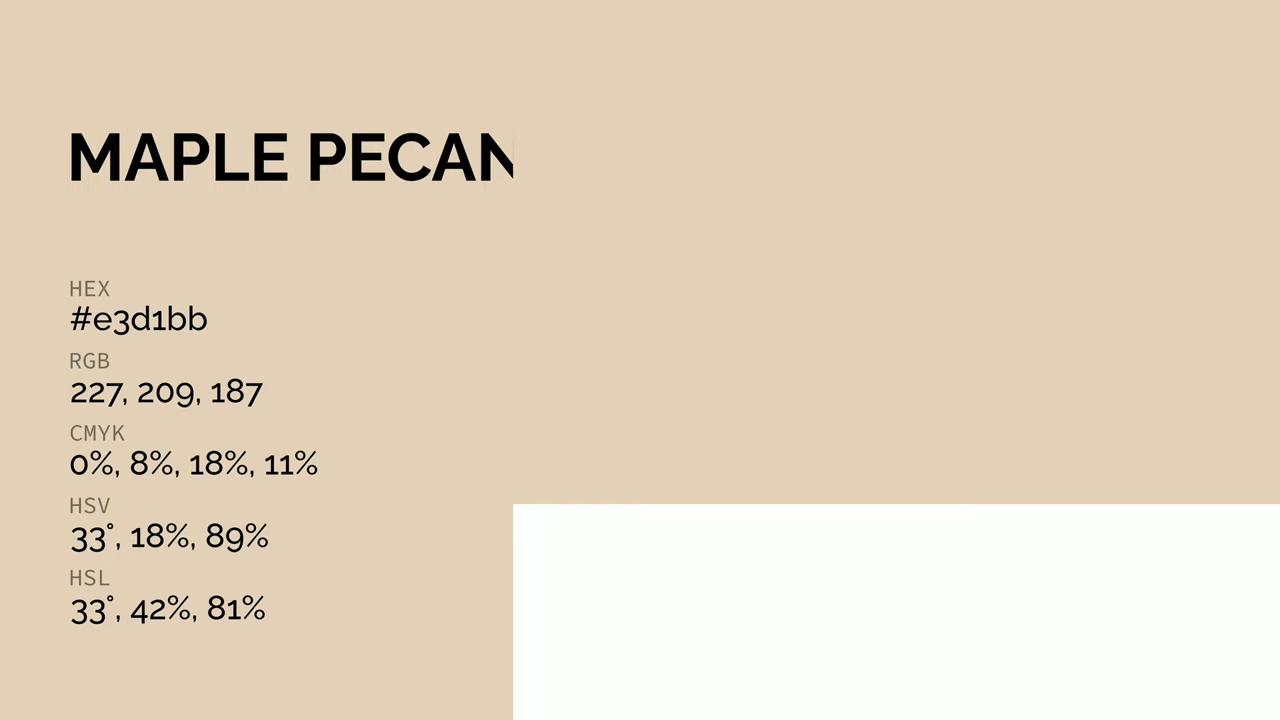 MAPLE PECAN
HEX
#e3d1bb
RGB
227, 209, 187
CMYK
0%, 8%, 18%, 11%
HSV
33°, 18%, 89%
HSL
33°, 42%, 81%